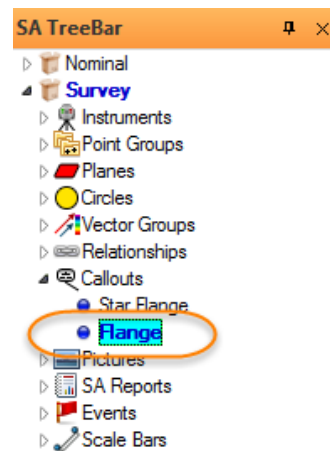 SA TreeBar
Nominal
Survey
Instruments
Point Groups
Planes
Circles
Vector Groups
Relationships
Callouts
Star Flange
Flange
Pictures
SA Reports
Events
Scale Bars